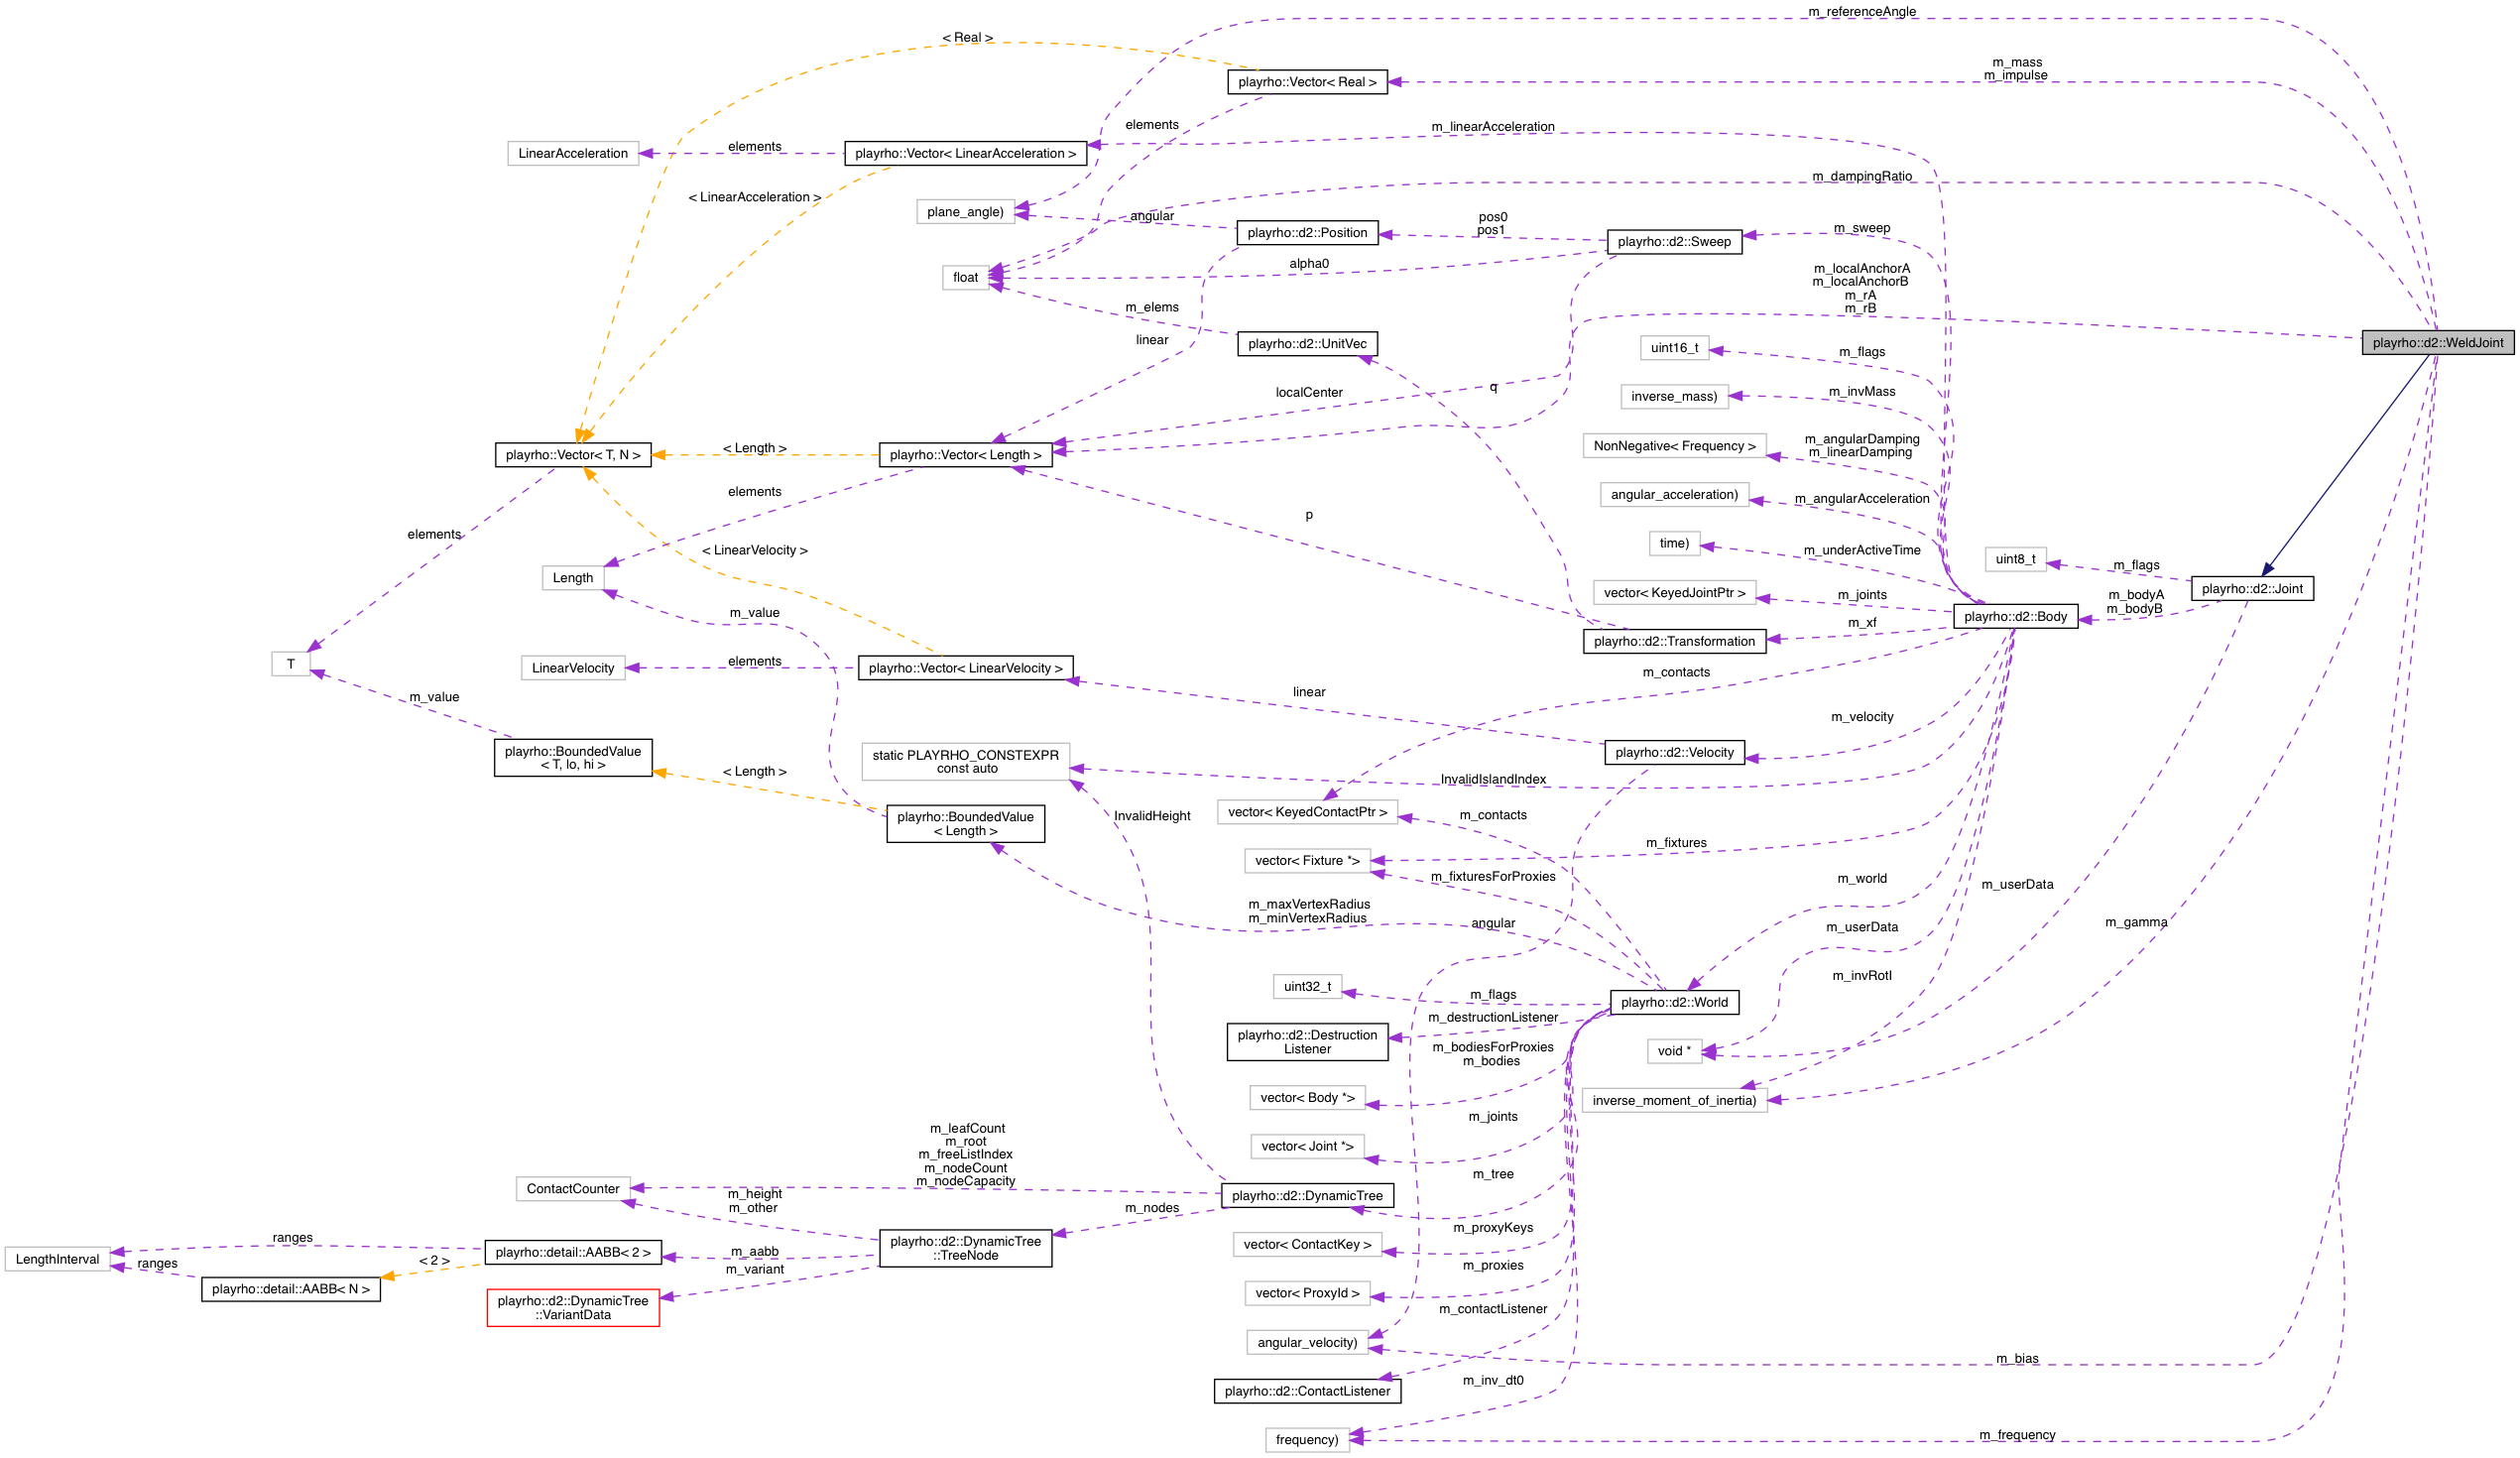 m_referenceAngle
< Real >
m_mass
m_impulse
playrho::Vector< Real >
elements
m_linearAcceleration
LinearAcceleration
elements
playrho::Vector< LinearAcceleration >
m_dampingRatio
< LinearAcceleration >
plane_angle)
angular
playrho::d2::Position
pos0
pos1
playrho::d2::Sweep
m_sweep
float
alpha0
m_localAnchorA
m_localAnchorB
m_rA
m_rB
m_elems
linear
playrho::d2::UnitVec
uint16_t
m_flags
playrho::d2::WeldJoint
localCenter
q
inverse_mass)
m_invMass
playrho::Vector< T, N >
< Length >
playrho::Vector< Length >
NonNegative< Frequency >
m_angularDamping
m_linearDamping
elements
angular_acceleration)
m_angularAcceleration
p
elements
< LinearVelocity >
time)
m_underActiveTime
Length
uint8_t
m_flags
playrho::d2::Joint
m_value
vector< KeyedJointPtr >
m_joints
playrho::d2::Body
m_bodyA
m_bodyB
m_xf
playrho::d2::Transformation
T
LinearVelocity
elements
playrho::Vector< LinearVelocity >
m_contacts
m_value
linear
m_velocity
playrho::BoundedValue
< T, lo, hi >
static PLAYRHO_CONSTEXPR
const auto
playrho::d2::Velocity
< Length >
InvalidIslandIndex
playrho::BoundedValue
< Length >
InvalidHeight
vector< KeyedContactPtr >
m_contacts
m_fixtures
vector< Fixture *>
m_fixturesForProxies
m_world
m_userData
m_maxVertexRadius
m_minVertexRadius
angular
m_userData
m_gamma
m_invRotI
uint32_t
m_flags
playrho::d2::World
m_destructionListener
playrho::d2::Destruction
Listener
m_bodiesForProxies
m_bodies
void *
vector< Body *>
inverse_moment_of_inertia)
m_joints
vector< Joint *>
m_leafCount
m_root
m_freeListIndex
m_nodeCount
m_nodeCapacity
m_tree
ContactCounter
m_height
m_other
playrho::d2::DynamicTree
m_nodes
m_proxyKeys
ranges
playrho::detail::AABB< 2 >
m_aabb
playrho::d2::DynamicTree
::TreeNode
vector< ContactKey >
LengthInterval
ranges
< 2 >
m_variant
m_proxies
playrho::detail::AABB< N >
playrho::d2::DynamicTree
::VariantData
vector< ProxyId >
m_contactListener
angular_velocity)
m_bias
playrho::d2::ContactListener
m_inv_dt0
frequency)
m_frequency